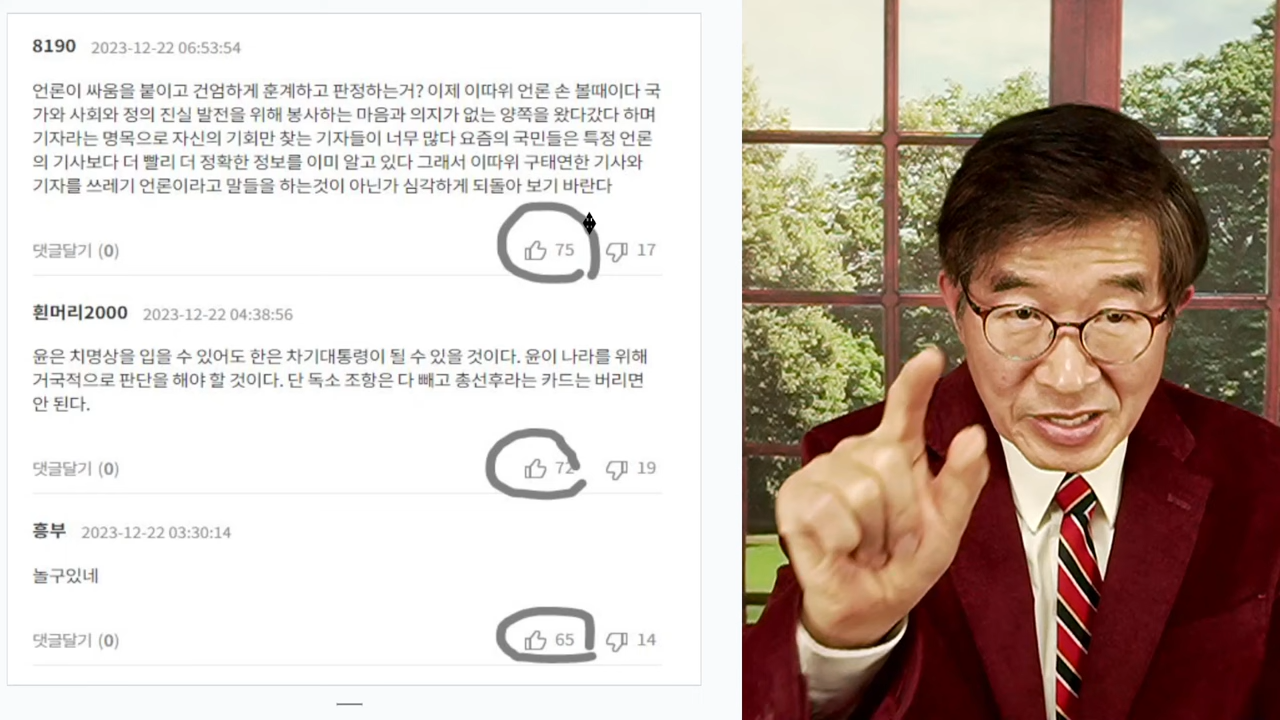 8190 2023-12-22 06:53:54
언론이 싸움을 붙이고 건엄하게 훈계하고 판정하는거? 이제 이따위 언론 손 볼때이다 국
가와 사회와 정의 진실 발전을 위해 봉사하는 마음과 의지가 없는 양쪽을 왔다갔다 하며
기자라는 명목으로 자신의 기회만 찾는 기자들이 너무 많다 요즘의 국민들은 특정 언론
의 기사보다 더 빨리 더 정확한 정보를 이미 알고 있다 그래서 이따위 구태연한 기사와
기자를 쓰레기 언론이라고 말들을 하는것이 아닌가 심각하게 되돌아 보기 바란다
댓글달기 (0) 75 17
흰머리2000 2023-12-22 04:38:56
윤은 치명상을 입을 수 있어도 한은 차기대통령이 될 수 있을 것이다. 윤이 나라를 위해
거국적으로 판단을 해야 할 것이다. 단 독소 조항은 다 빼고 총선후라는 카드는 버리면
안 된다.
댓글달기 (0) 72 19
흥부 2023-12-22 03:30:14
놀구있네
댓글달기 (0) 65 14